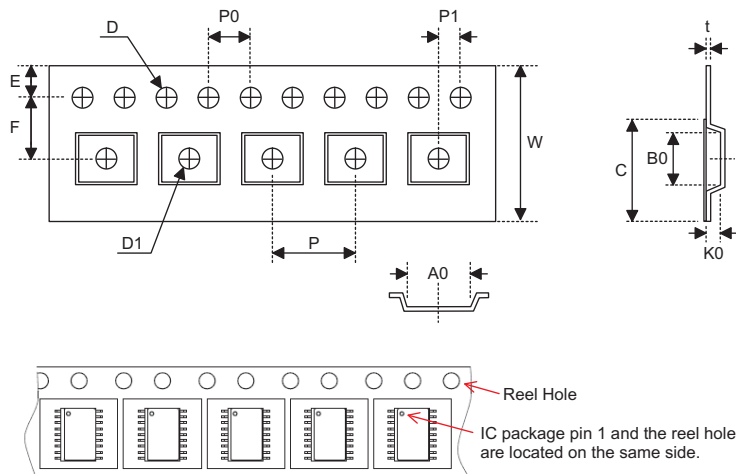 D
P0
P1
t
E
F
W
C
B0
D1
P
A0
K0
Reel Hole
IC package pin 1 and the reel hole
are located on the same side.